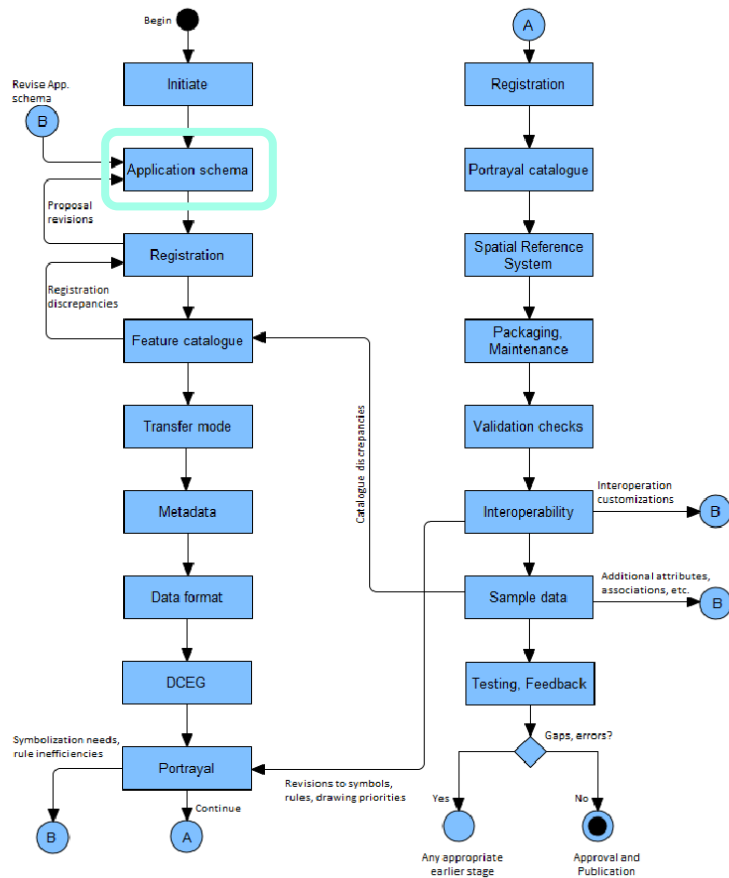 Begin
Initiate
Revise App.
schema
B
Application schema
Proposal
revisions
Registration
Registration
discrepancies
Feature catalogue
Transfer mode
Metadata
Data format
DCEG
Symbolization needs,
rule inefficiencies
Portrayal
Continue
B
A
Catalogue discrepancies
Revisions to symbols,
rules, drawing priorities
A
Registration
Portrayal catalogue
Spatial Reference
System
Packaging,
Maintenance
Validation checks
Interoperability
Interoperation
customizations
B
Sample data
Additional attributes,
associations, etc.
B
Testing, Feedback
Gaps, errors?
Yes
No
Any appropriate
earlier stage
Approval and
Publication